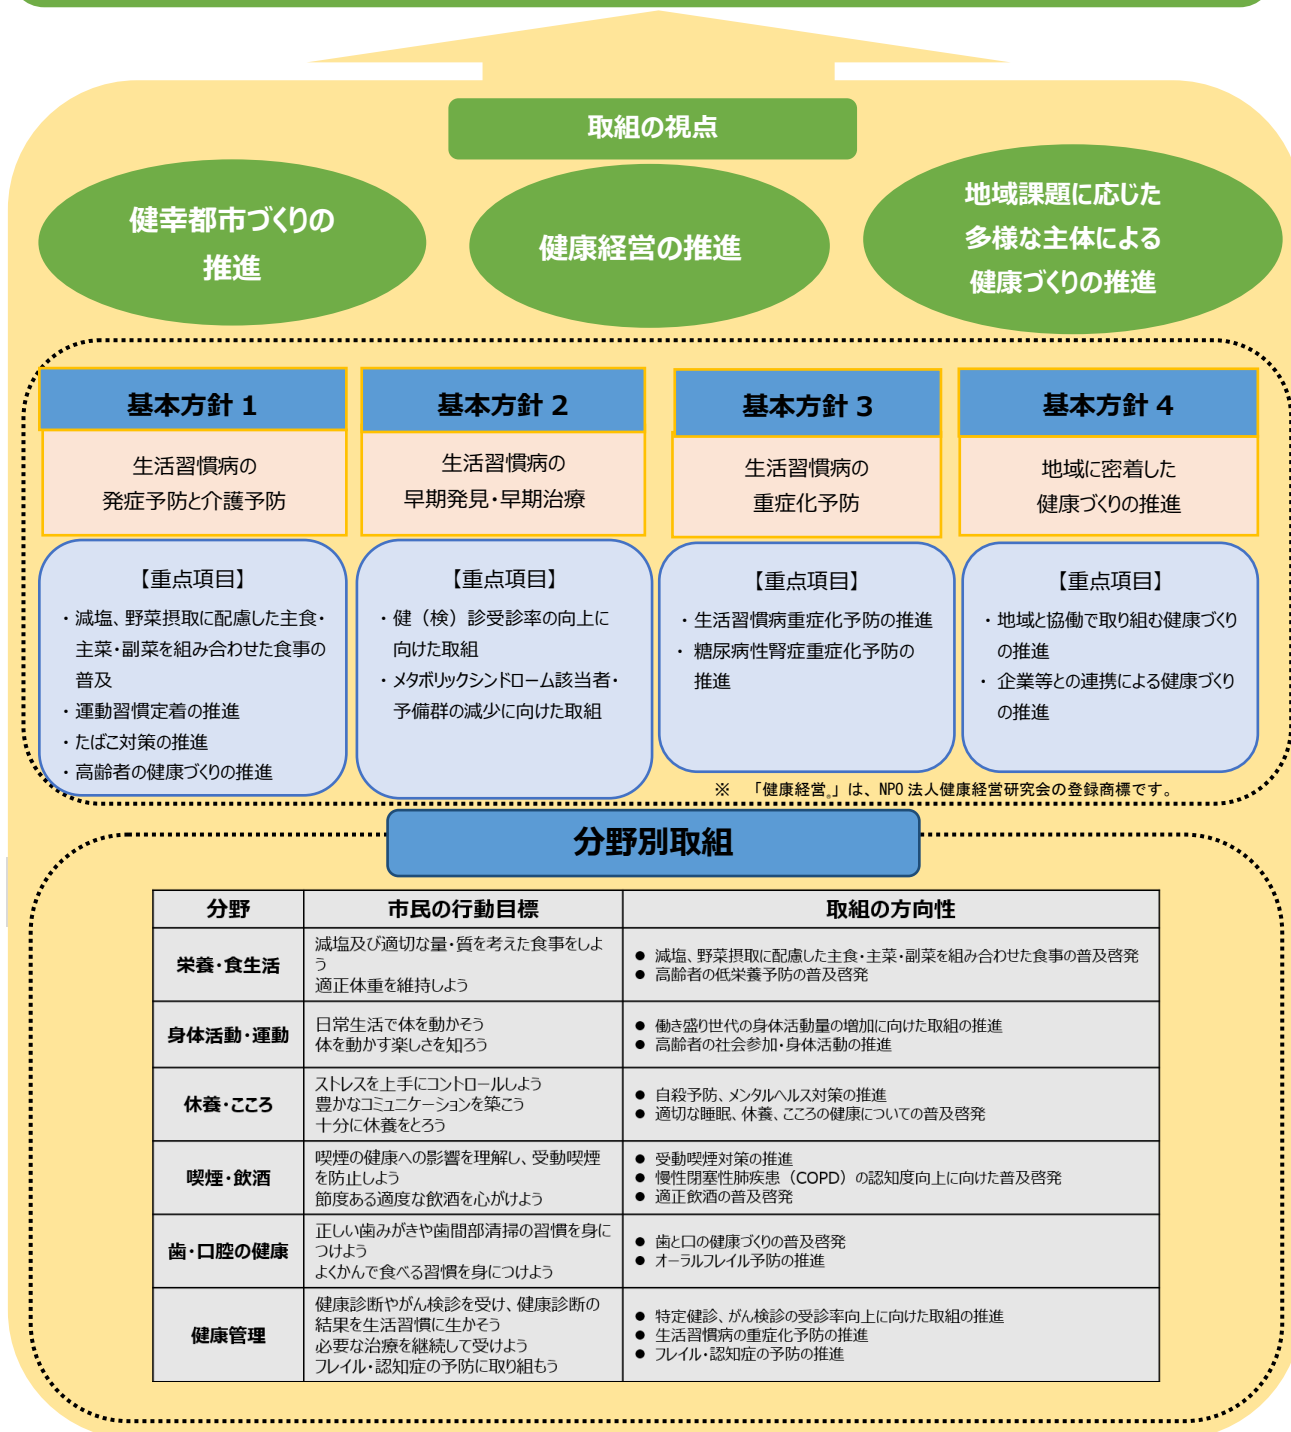 取組の視点
健幸都市づくりの
推進
健康経営の推進
地域課題に応じた
多様な主体による
健康づくりの推進
基本方針 1
生活習慣病の
発症予防と介護予防
【重点項目】
・減塩、野菜摂取に配慮した主食・
主菜・副菜を組み合わせた食事の
普及
・運動習慣定着の推進
・たばこ対策の推進
・高齢者の健康づくりの推進
基本方針 2
生活習慣病の
早期発見・早期治療
【重点項目】
・健（検）診受診率の向上に
向けた取組
・メタボリックシンドローム該当者・
予備群の減少に向けた取組
基本方針 3
生活習慣病の
重症化予防
【重点項目】
・生活習慣病重症化予防の推進
・ 糖尿病性腎症重症化予防の
推進
基本方針 4
地域に密着した
健康づくりの推進
【重点項目】
・地域と協働で取り組む健康づくり
の推進
・ 企業等との連携による健康づくり
の推進
※　「健康経営®」は、NPO 法人健康経営研究会の登録商標です。
分野別取組
分野 市民の行動目標 取組の方向性
栄養・食生活
減塩及び適切な量・質を考えた食事をしよ
う
適正体重を維持しよう
● 減塩、野菜摂取に配慮した主食・主菜・副菜を組み合わせた食事の普及啓発
● 高齢者の低栄養予防の普及啓発
身体活動・運動
日常生活で体を動かそう
体を動かす楽しさを知ろう
● 働き盛り世代の身体活動量の増加に向けた取組の推進
● 高齢者の社会参加・身体活動の推進
休養・こころ
ストレスを上手にコントロールしよう
豊かなコミュニケーションを築こう
十分に休養をとろう
● 自殺予防、メンタルヘルス対策の推進
● 適切な睡眠、休養、こころの健康についての普及啓発
喫煙・飲酒
喫煙の健康への影響を理解し、受動喫煙
を防止しよう
節度ある適度な飲酒を心がけよう
● 受動喫煙対策の推進
● 慢性閉塞性肺疾患（COPD）の認知度向上に向けた普及啓発
● 適正飲酒の普及啓発
歯・口腔の健康
正しい歯みがきや歯間部清掃の習慣を身に
つけよう
よくかんで食べる習慣を身につけよう
● 歯と口の健康づくりの普及啓発
● オーラルフレイル予防の推進
健康管理
健康診断やがん検診を受け、健康診断の
結果を生活習慣に生かそう
必要な治療を継続して受けよう
フレイル・認知症の予防に取り組もう
● 特定健診、がん検診の受診率向上に向けた取組の推進
● 生活習慣病の重症化予防の推進
● フレイル・認知症の予防の推進